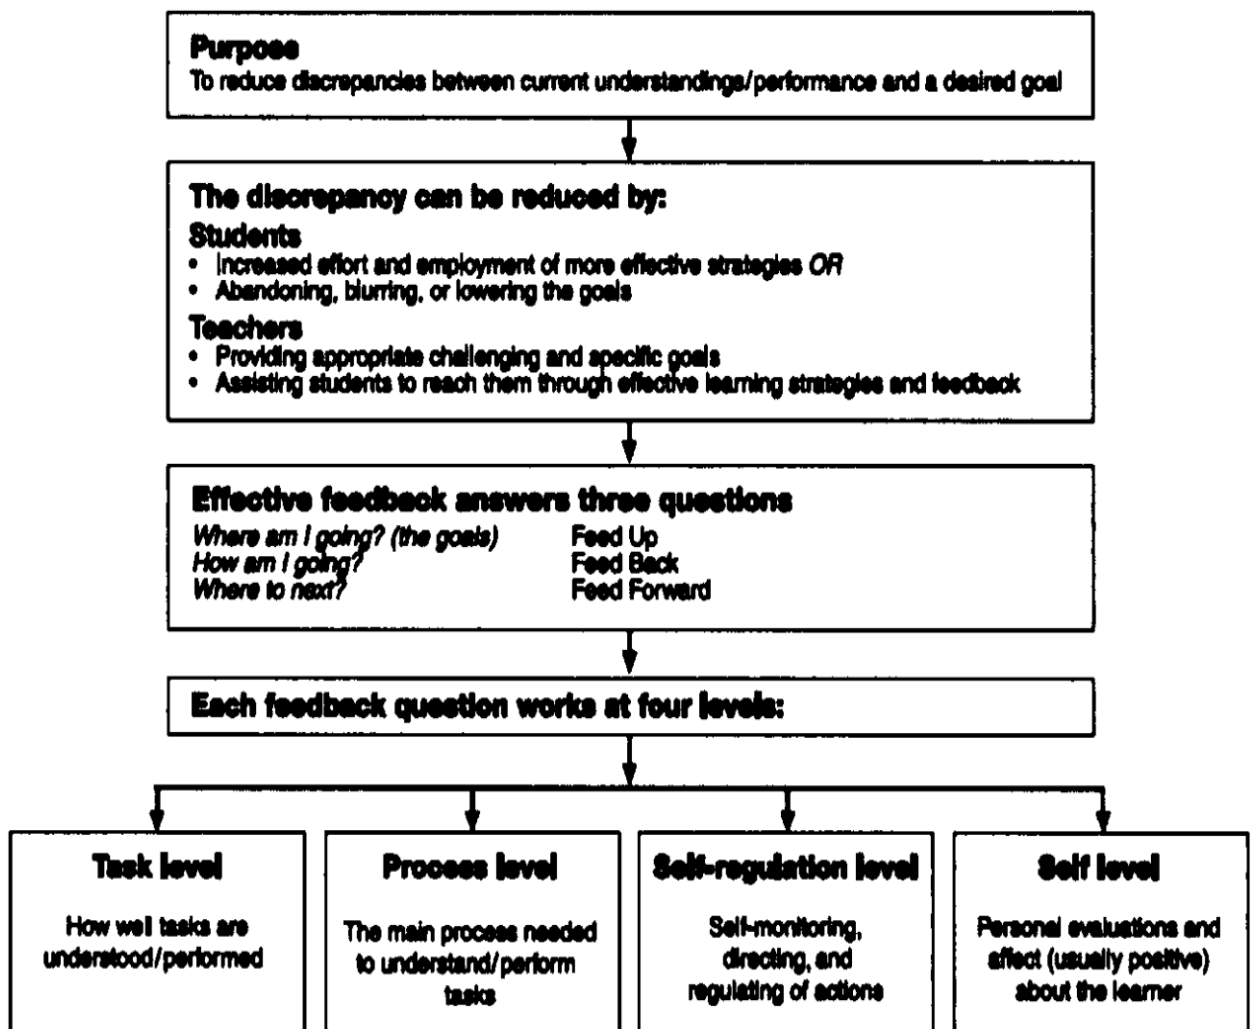 Purpose
To reduce discrepancies between current understandings/performance and a desired goal
The discrepancy can be reduced by:
Students
• Increased effort and employment of more effective strategies OR
• Abandoning, blurring, or lowering the goals
Teachers
• Providing appropriate challenging and specific goals
• Assisting students to reach them through effective learning strategies and feedback
Effective feedback answers three questions
Where am I going? (the goals) Feed Up
How am I going? Feed Back
Where to next? Feed Forward
Each feedback question works at four levels:
Task level
How well tasks are
understood/performed
Process level
The main process needed
to understand/perform
tasks
Self-regulation level
Self-monitoring,
directing, and
regulating of actions
Self level
Personal evaluations and
affect (usually positive)
about the learner